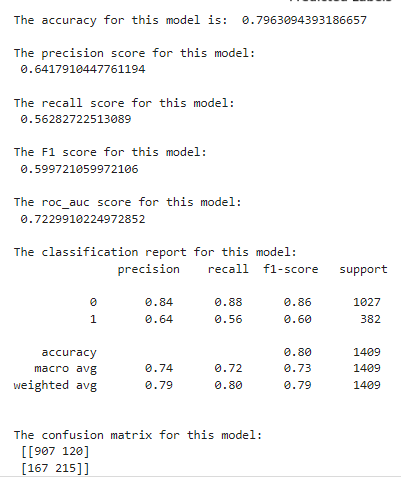 The accuracy for this model is:  0.7963094393186657
The precision score for this model:
0.6417910447761194
The recall score for this model:
0.56282722513089
The F1 score for this model:
0.599721059972106
The roc_auc score for this model:
0.7229910224972852
The classification report for this model:
precision    recall  f1-score   support
0       0.84      0.88      0.86      1027
1       0.64      0.56      0.60       382
accuracy                           0.80      1409
macro avg       0.74      0.72      0.73      1409
weighted avg       0.79      0.80      0.79      1409
The confusion matrix for this model:
[[907 120]
[167 215]]